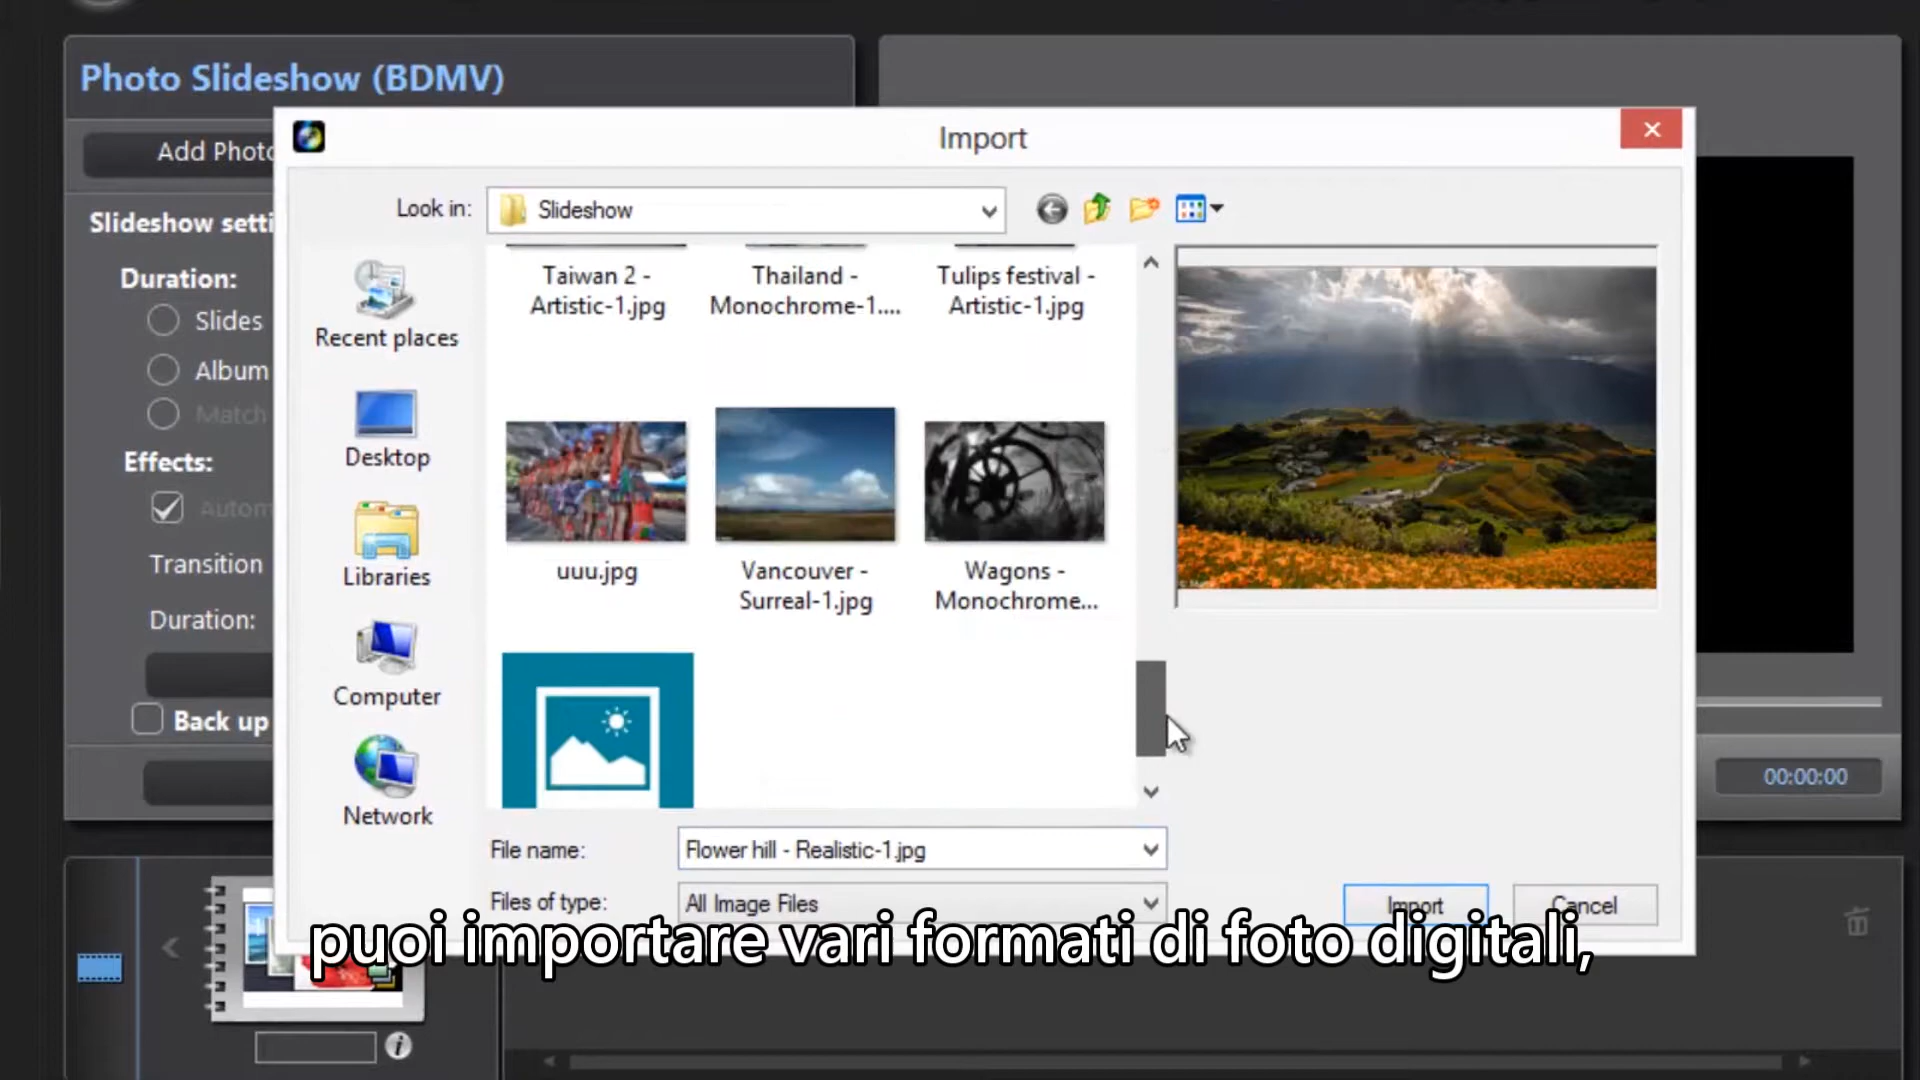 Photo Slideshow (BDMV)
Import
Add Photo
Look in:
Slideshow
Slideshow setti
Duration:
Slides
Album
Match
Effects:
Autom
Transition
Duration:
Back up
Recent places
Desktop
Libraries
Computer
Network
Taiwan 2 -
Artistic-1.jpg
Thailand -
Monochrome-1....
Tulips festival -
Artistic-1.jpg
uuu.jpg
Vancouver -
Surreal-1.jpg
Wagons -
Monochrome...
00:00:00
File name:
Flower hill - Realistic-1.jpg
Files of type:
All Image Files
Import
Cancel
puoi importare vari formati di foto digitali,